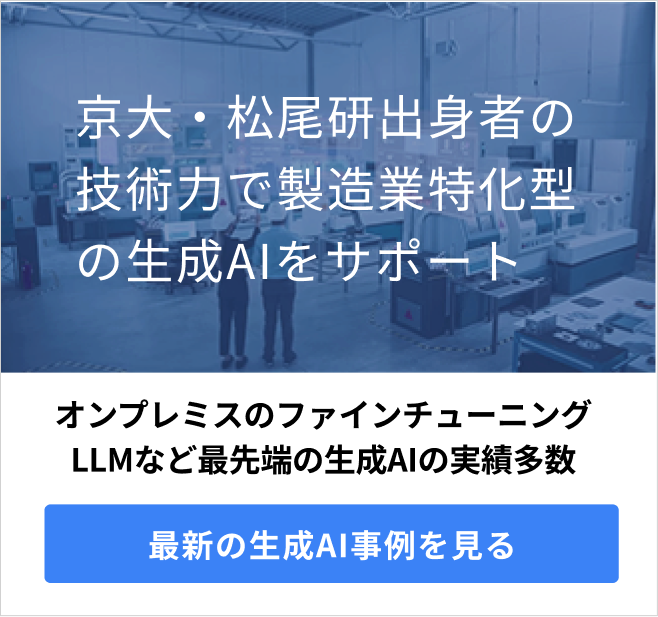 京大・松尾研出身者の
技術力で製造業特化型
の生成AIをサポート
オンプレミスのファインチューニング
LLMなど最先端の生成AIの実績多数
最新の生成AI事例を見る